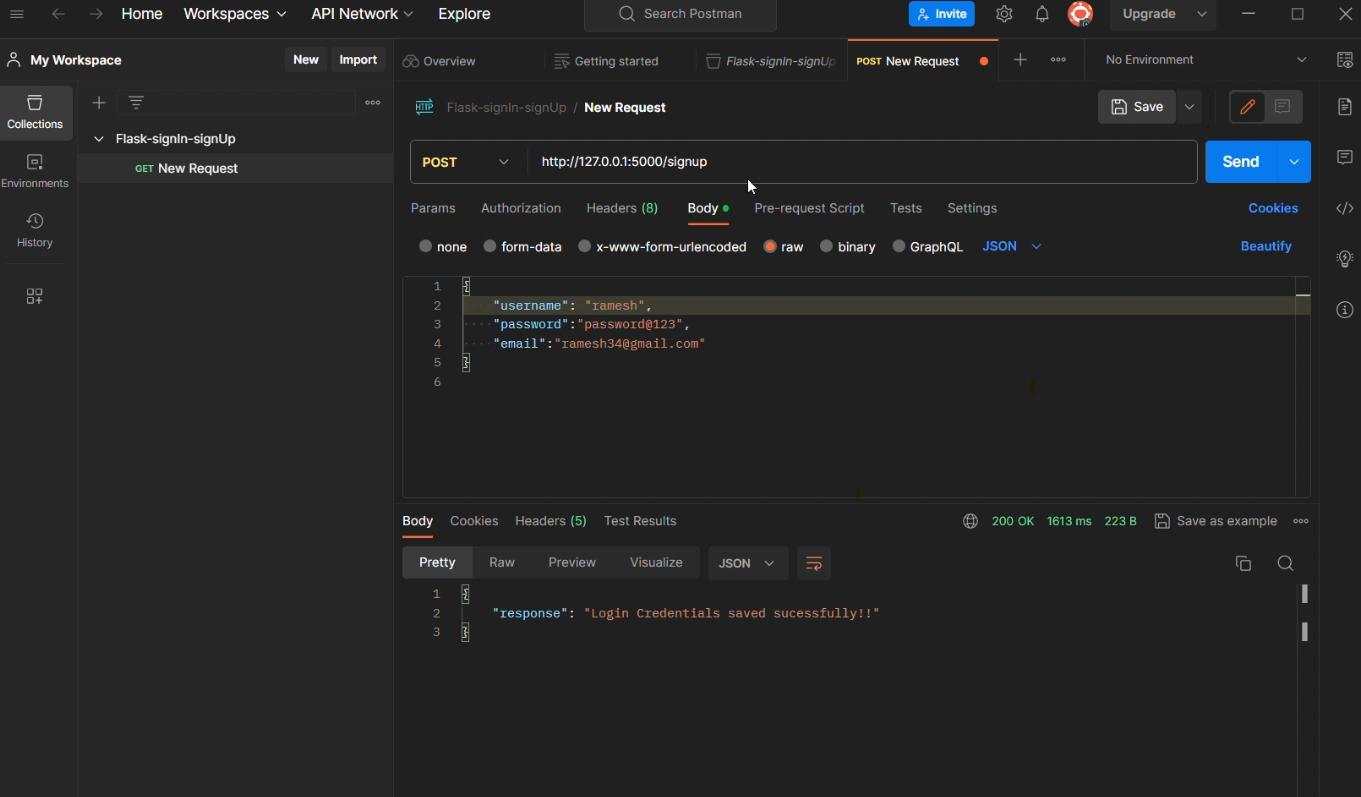 Home Workspaces API Network Explore Search Postman Invite Upgrade
My Workspace New Import Overview Getting started Flask-signIn-signUp POST New Request No Environment
Collections
Environments
History
Flask-signIn-signUp
GET New Request
HTTP Flask-signIn-signUp / New Request Save
POST http://127.0.0.1:5000/signup Send
Params Authorization Headers (8) Body Pre-request Script Tests Settings Cookies
none form-data x-www-form-urlencoded raw binary GraphQL JSON Beautify
1 {
2 "username": "ramesh",
3 "password":"password@123",
4 "email":"ramesh34@gmail.com"
5 }
6
Body Cookies Headers (5) Test Results 200 OK 1613 ms 223 B Save as example
Pretty Raw Preview Visualize JSON
1 {
2 "response": "Login Credentials saved sucessfully!!"
3 }